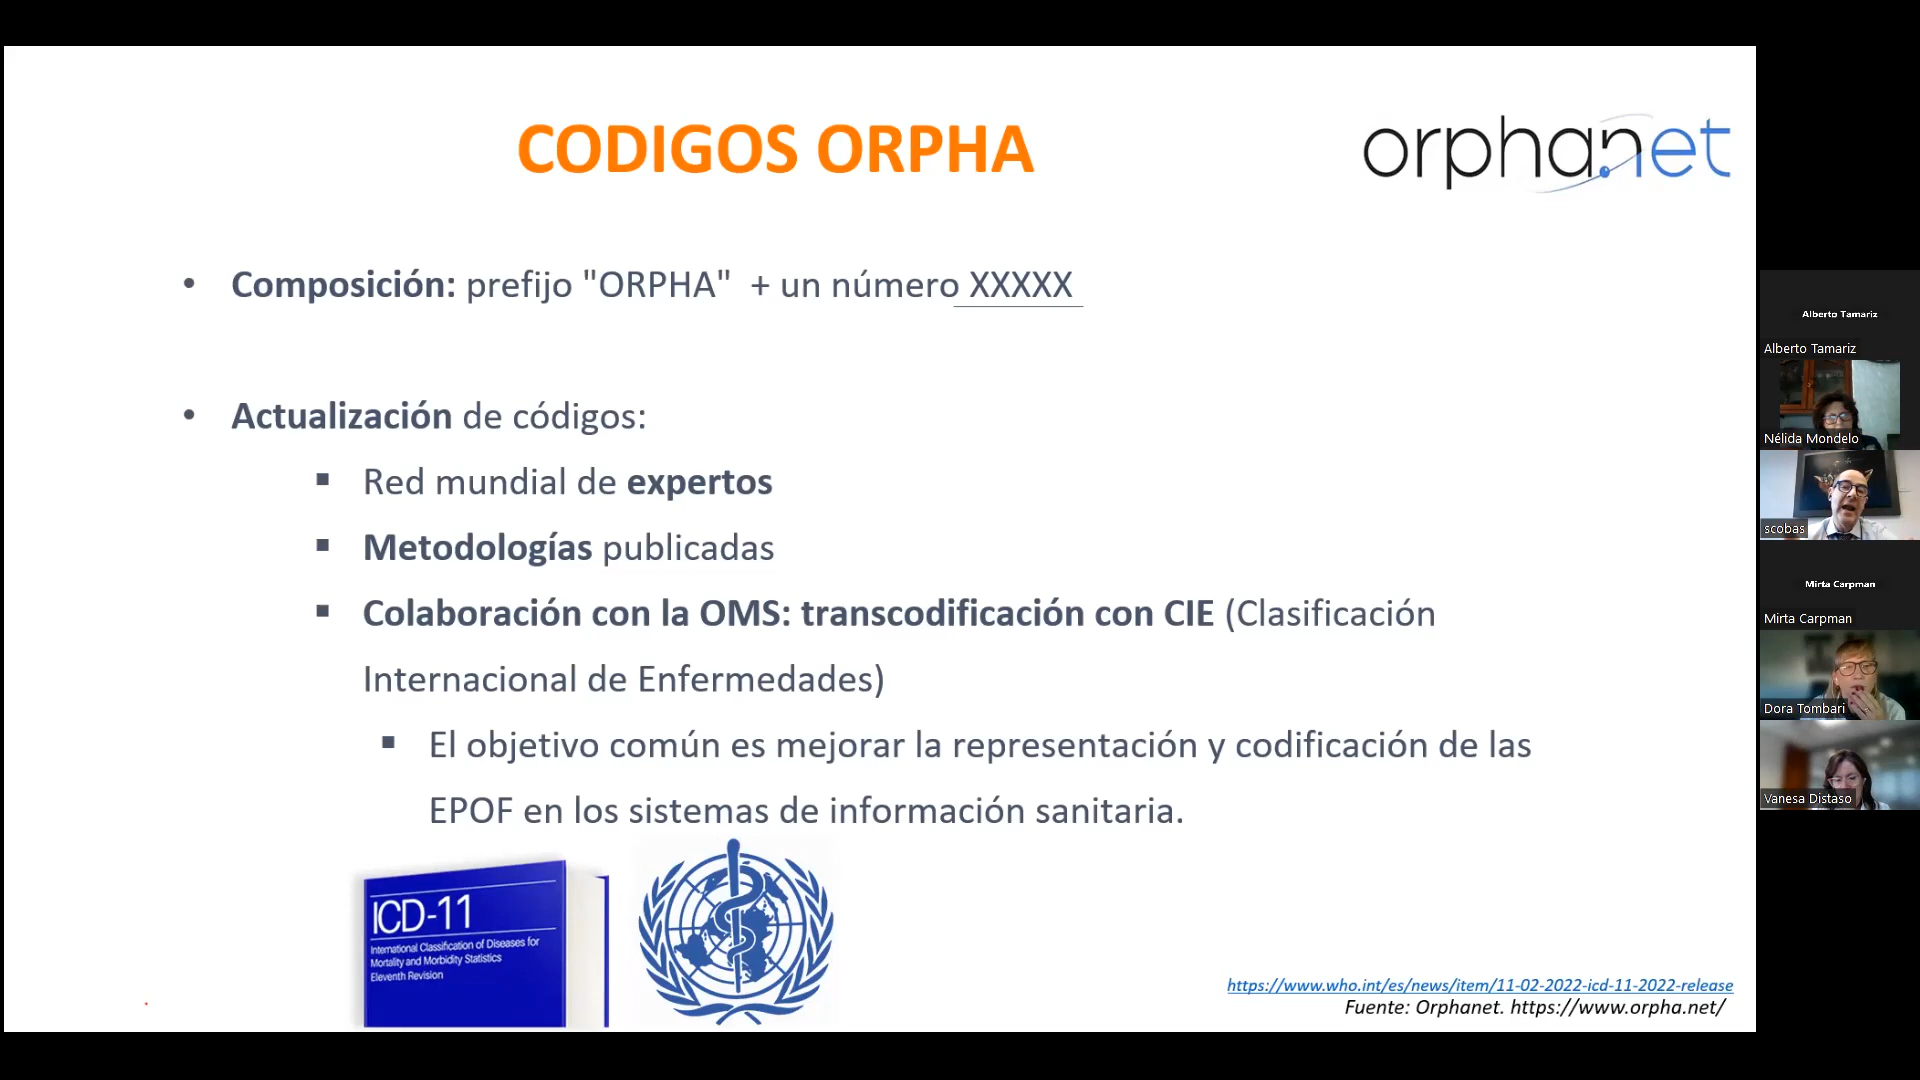 CODIGOS ORPHA
orphanet
• Composición: prefijo "ORPHA" + un número XXXXX
• Actualización de códigos:
▪ Red mundial de expertos
▪ Metodologías publicadas
▪ Colaboración con la OMS: transcodificación con CIE (Clasificación
Internacional de Enfermedades)
▪ El objetivo común es mejorar la representación y codificación de las
EPOF en los sistemas de información sanitaria.
ICD-11
International Classification of Diseases for
Mortality and Morbidity Statistics
Eleventh Revision
https://www.who.int/es/news/item/11-02-2022-icd-11-2022-release
Fuente: Orphanet. https://www.orpha.net/
Alberto Tamariz
Alberto Tamariz
Nélida Mondelo
scobas
Mirta Carpman
Mirta Carpman
Dora Tombari
Vanesa Distaso